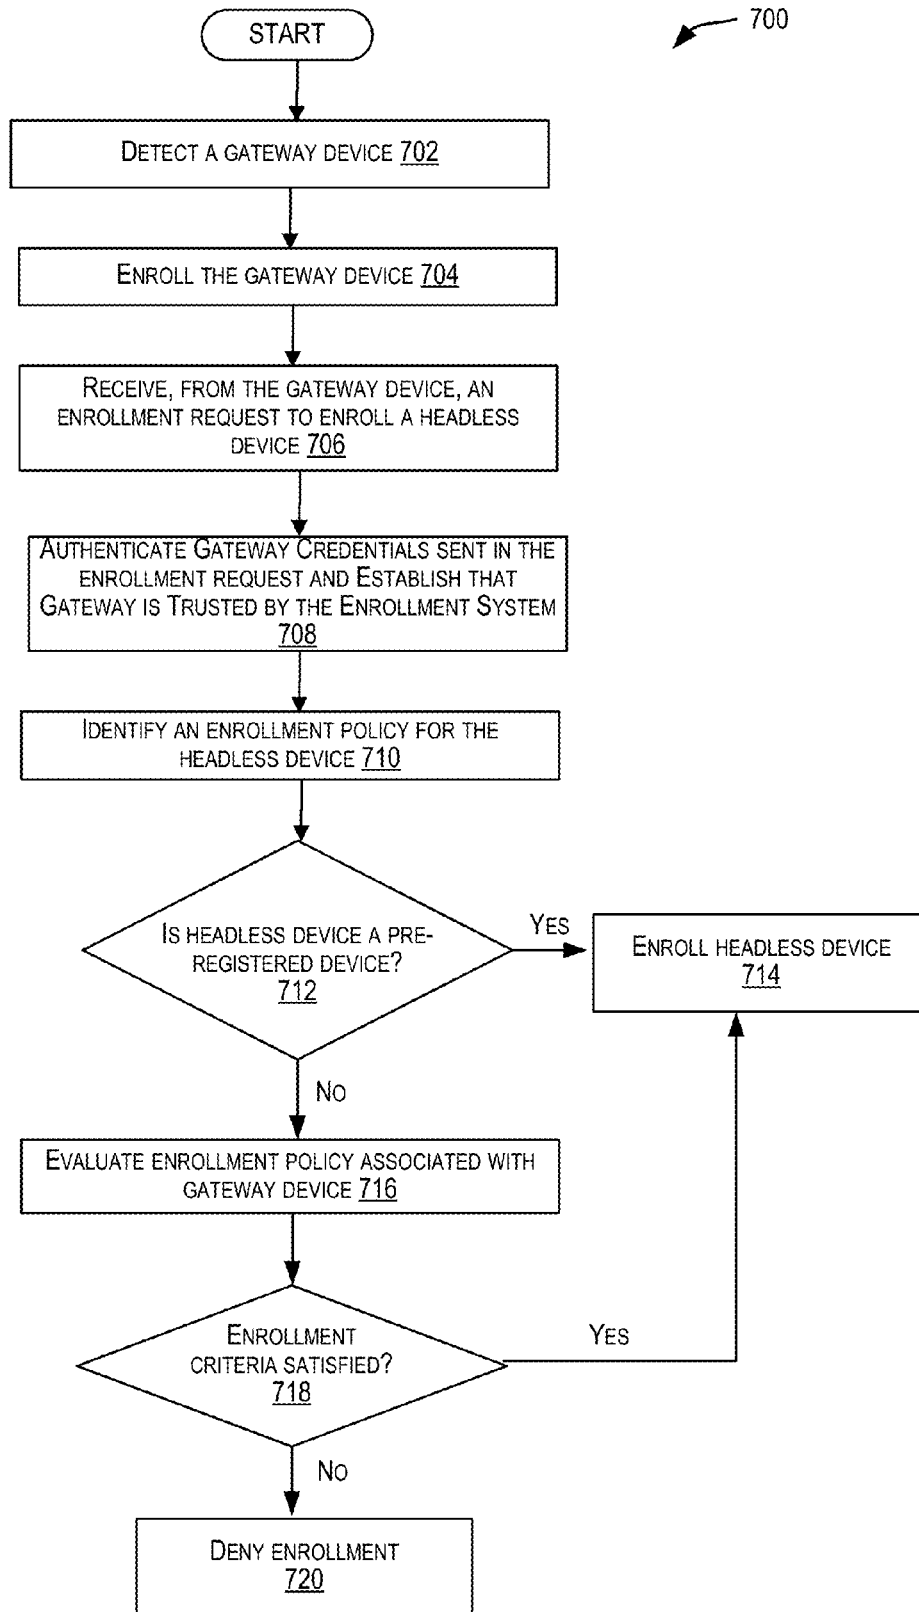 START
700
DETECT A GATEWAY DEVICE 702
ENROLL THE GATEWAY DEVICE 704
RECEIVE, FROM THE GATEWAY DEVICE, AN
ENROLLMENT REQUEST TO ENROLL A HEADLESS
DEVICE 706
AUTHENTICATE GATEWAY CREDENTIALS SENT IN THE
ENROLLMENT REQUEST AND ESTABLISH THAT
GATEWAY IS TRUSTED BY THE ENROLLMENT SYSTEM
708
IDENTIFY AN ENROLLMENT POLICY FOR THE
HEADLESS DEVICE 710
IS HEADLESS DEVICE A PRE-
REGISTERED DEVICE?
712
YES
ENROLL HEADLESS DEVICE
714
NO
EVALUATE ENROLLMENT POLICY ASSOCIATED WITH
GATEWAY DEVICE 716
ENROLLMENT
CRITERIA SATISFIED?
718
YES
NO
DENY ENROLLMENT
720